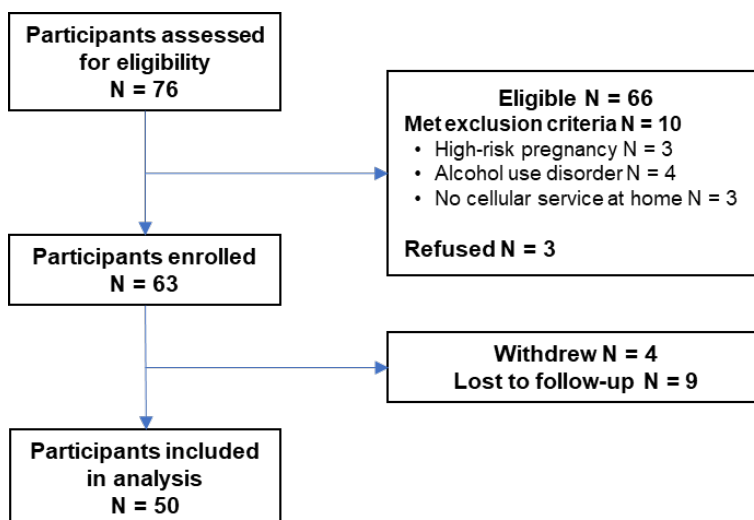 Participants assessed
for eligibility
N = 76
Eligible N = 66
Met exclusion criteria N = 10
• High-risk pregnancy N = 3
• Alcohol use disorder N = 4
• No cellular service at home N = 3
Refused N = 3
Participants enrolled
N = 63
Withdrew N = 4
Lost to follow-up N = 9
Participants included
in analysis
N = 50